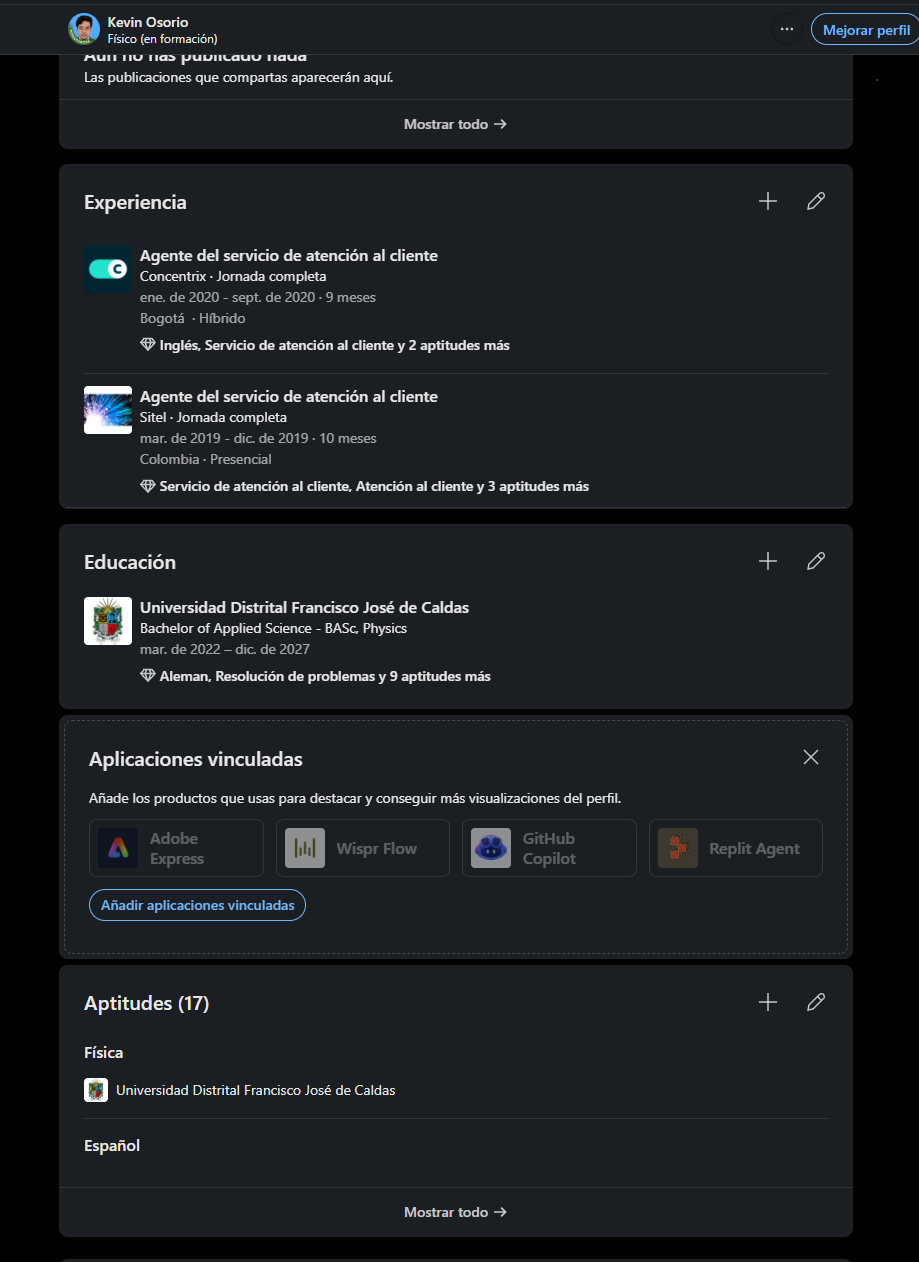 Kevin Osorio
Físico (en formación)
Mejorar perfil
Aún no has publicado nada
Las publicaciones que compartas aparecerán aquí.
Mostrar todo →
Experiencia
Agente del servicio de atención al cliente
Concentrix · Jornada completa
ene. de 2020 - sept. de 2020 · 9 meses
Bogotá · Híbrido
Inglés, Servicio de atención al cliente y 2 aptitudes más
Agente del servicio de atención al cliente
Sitel · Jornada completa
mar. de 2019 - dic. de 2019 · 10 meses
Colombia · Presencial
Servicio de atención al cliente, Atención al cliente y 3 aptitudes más
Educación
Universidad Distrital Francisco José de Caldas
Bachelor of Applied Science - BASc, Physics
mar. de 2022 – dic. de 2027
Aleman, Resolución de problemas y 9 aptitudes más
Aplicaciones vinculadas
Añade los productos que usas para destacar y conseguir más visualizaciones del perfil.
Adobe Express
Wispr Flow
GitHub Copilot
Replit Agent
Añadir aplicaciones vinculadas
Aptitudes (17)
Física
Universidad Distrital Francisco José de Caldas
Español
Mostrar todo →